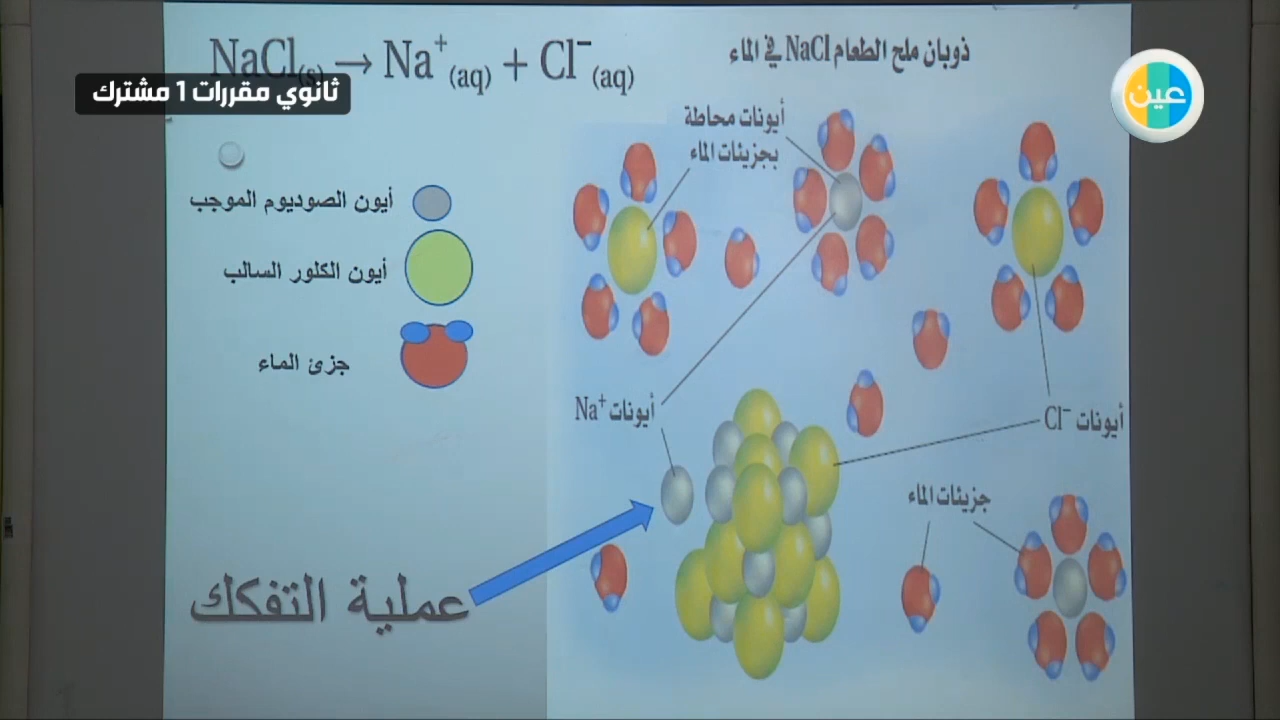 NaCl(s) → Na⁺(aq) + Cl⁻(aq)
ذوبان ملح الطعام NaCl في الماء
ثانوي مقررات 1 مشترك
عين
أيونات محاطة
بجزيئات الماء
أيون الصوديوم الموجب
أيون الكلور السالب
جزئ الماء
أيونات Na⁺
أيونات Cl⁻
جزيئات الماء
عملية التفكك